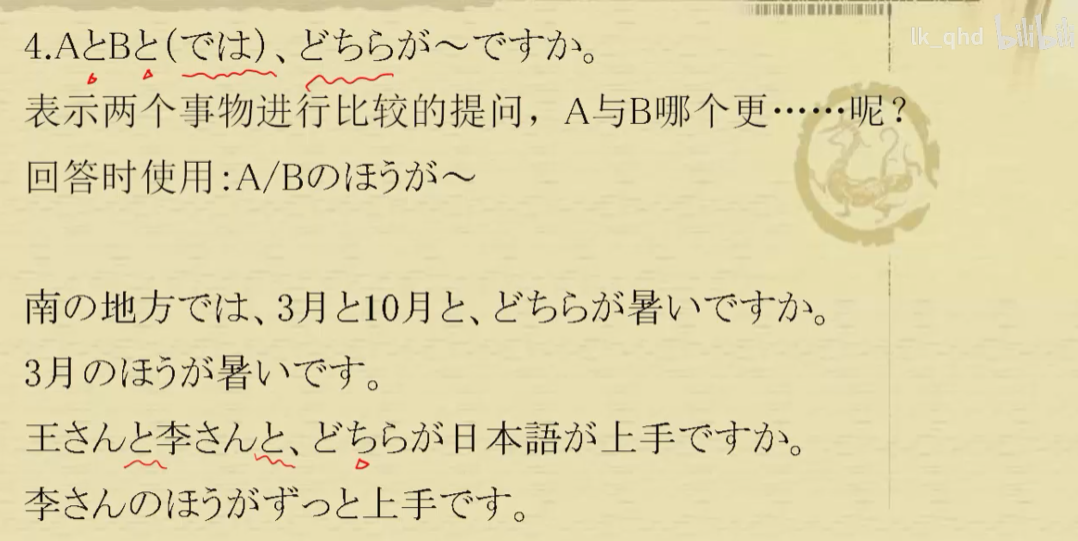 lk_qhd bilibili
4.AとBと(では)、どちらが～ですか。
表示两个事物进行比较的提问，A与B哪个更……呢？
回答时使用:A/Bのほうが～
南の地方では、3月と10月と、どちらが暑いですか。
3月のほうが暑いです。
王さんと李さんと、どちらが日本語が上手ですか。
李さんのほうがずっと上手です。